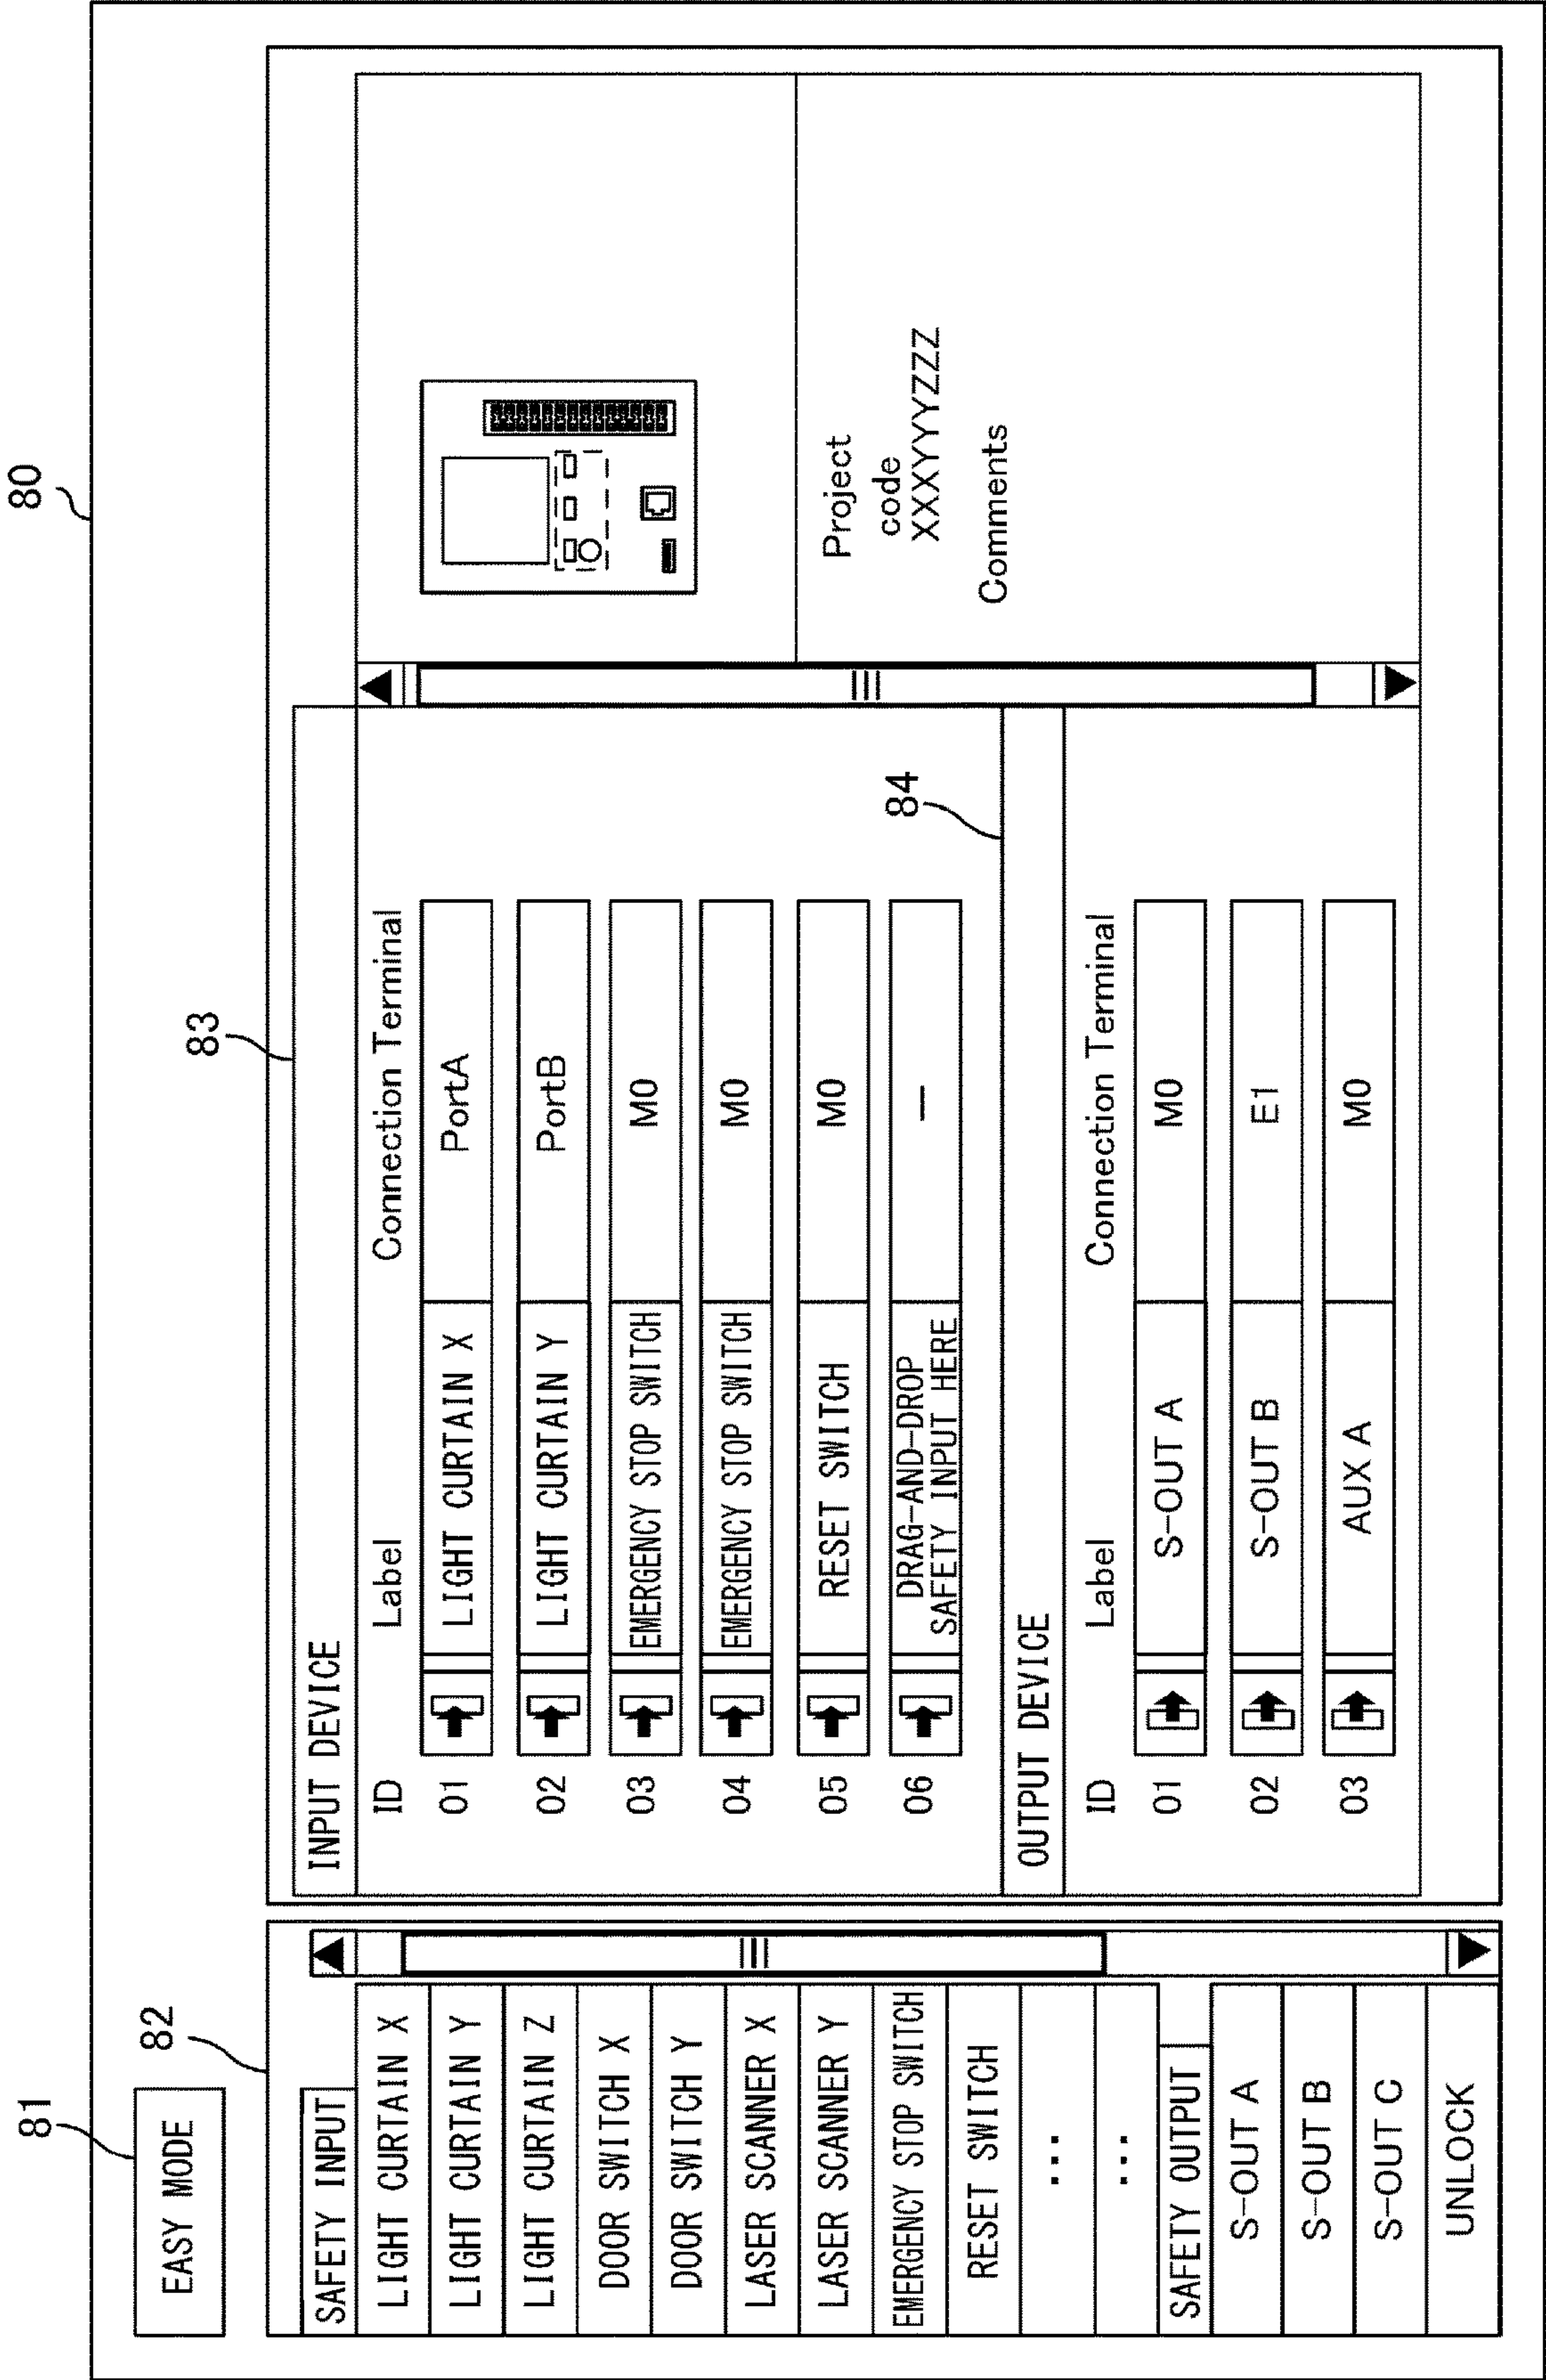 80
81
EASY MODE
82
SAFETY INPUT
LIGHT CURTAIN X
LIGHT CURTAIN Y
LIGHT CURTAIN Z
DOOR SWITCH X
DOOR SWITCH Y
LASER SCANNER X
LASER SCANNER Y
EMERGENCY STOP SWITCH
RESET SWITCH
...
...
SAFETY OUTPUT
S-OUT A
S-OUT B
S-OUT C
UNLOCK
83
INPUT DEVICE
ID Label Connection Terminal
01 LIGHT CURTAIN X PortA
02 LIGHT CURTAIN Y PortB
03 EMERGENCY STOP SWITCH M0
04 EMERGENCY STOP SWITCH M0
05 RESET SWITCH M0
06 DRAG-AND-DROP —
SAFETY INPUT HERE
84
OUTPUT DEVICE
ID Label Connection Terminal
01 S-OUT A M0
02 S-OUT B E1
03 AUX A M0
Project
code
XXXYYYZZZ
Comments